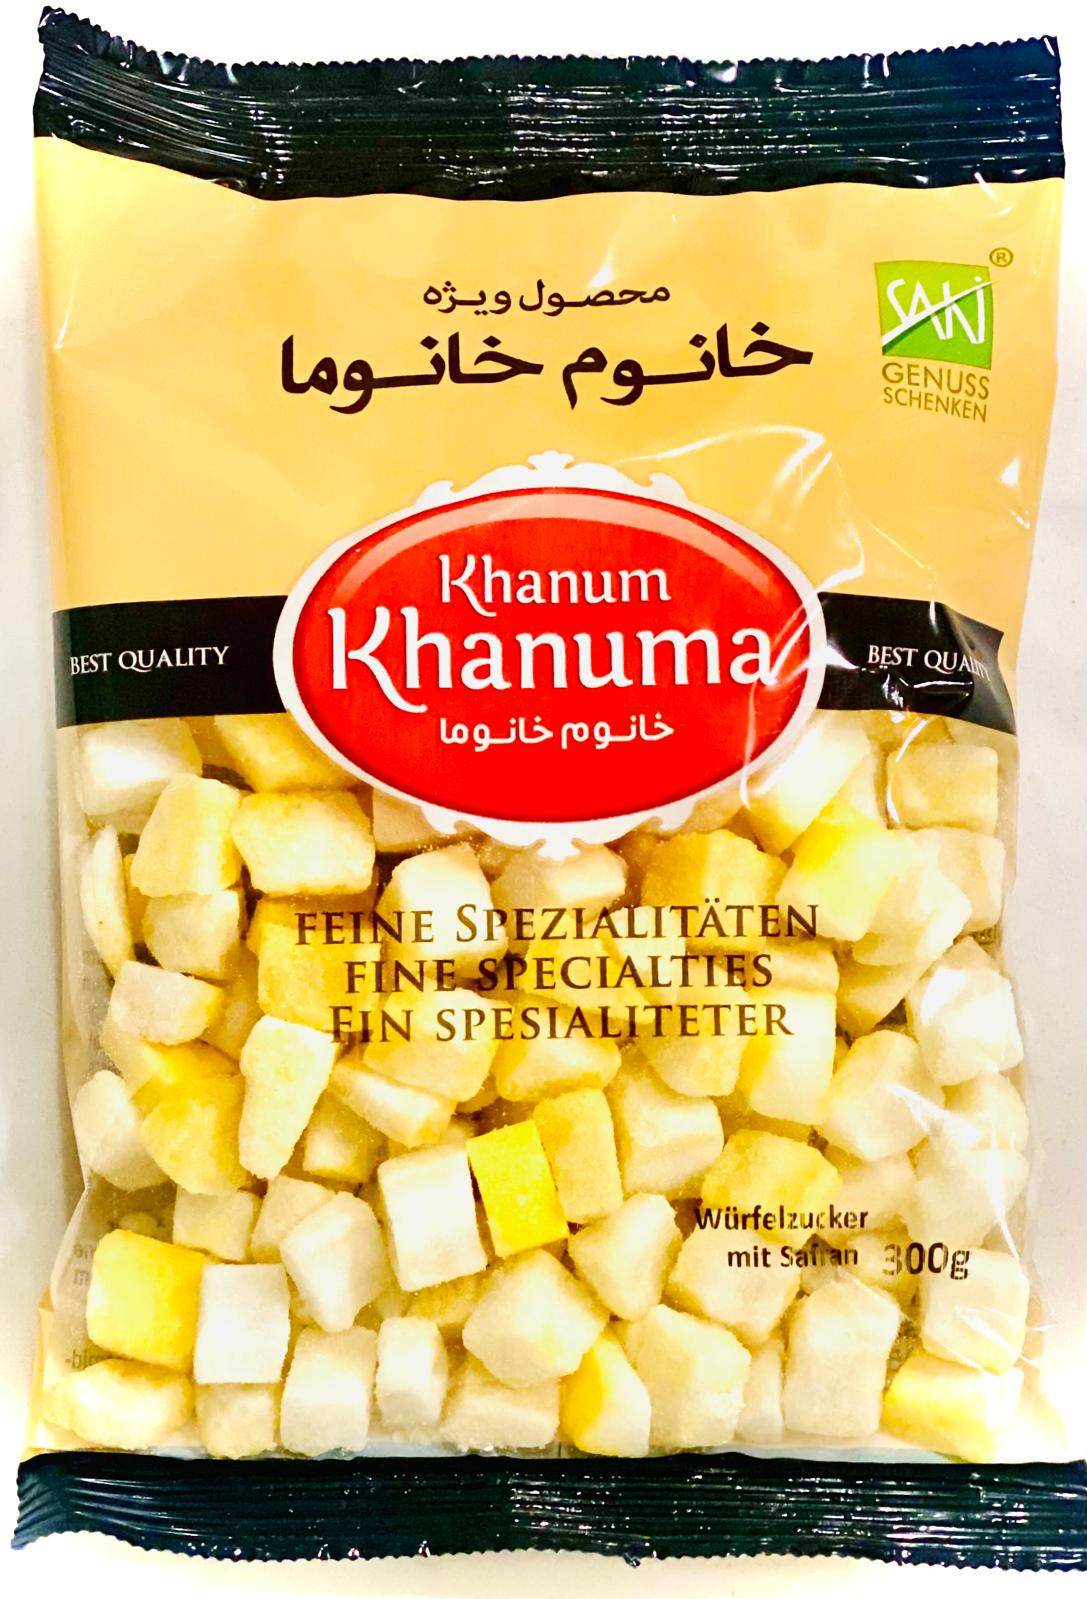 محصول ویژه
خانوم خانوما
SAKI®
GENUSS
SCHENKEN
Khanum
Khanuma
خانوم خانوما
BEST QUALITY
BEST QUALITY
FEINE SPEZIALITÄTEN
FINE SPECIALTIES
FIN SPESIALITETER
Würfelzucker
mit Safran
300g